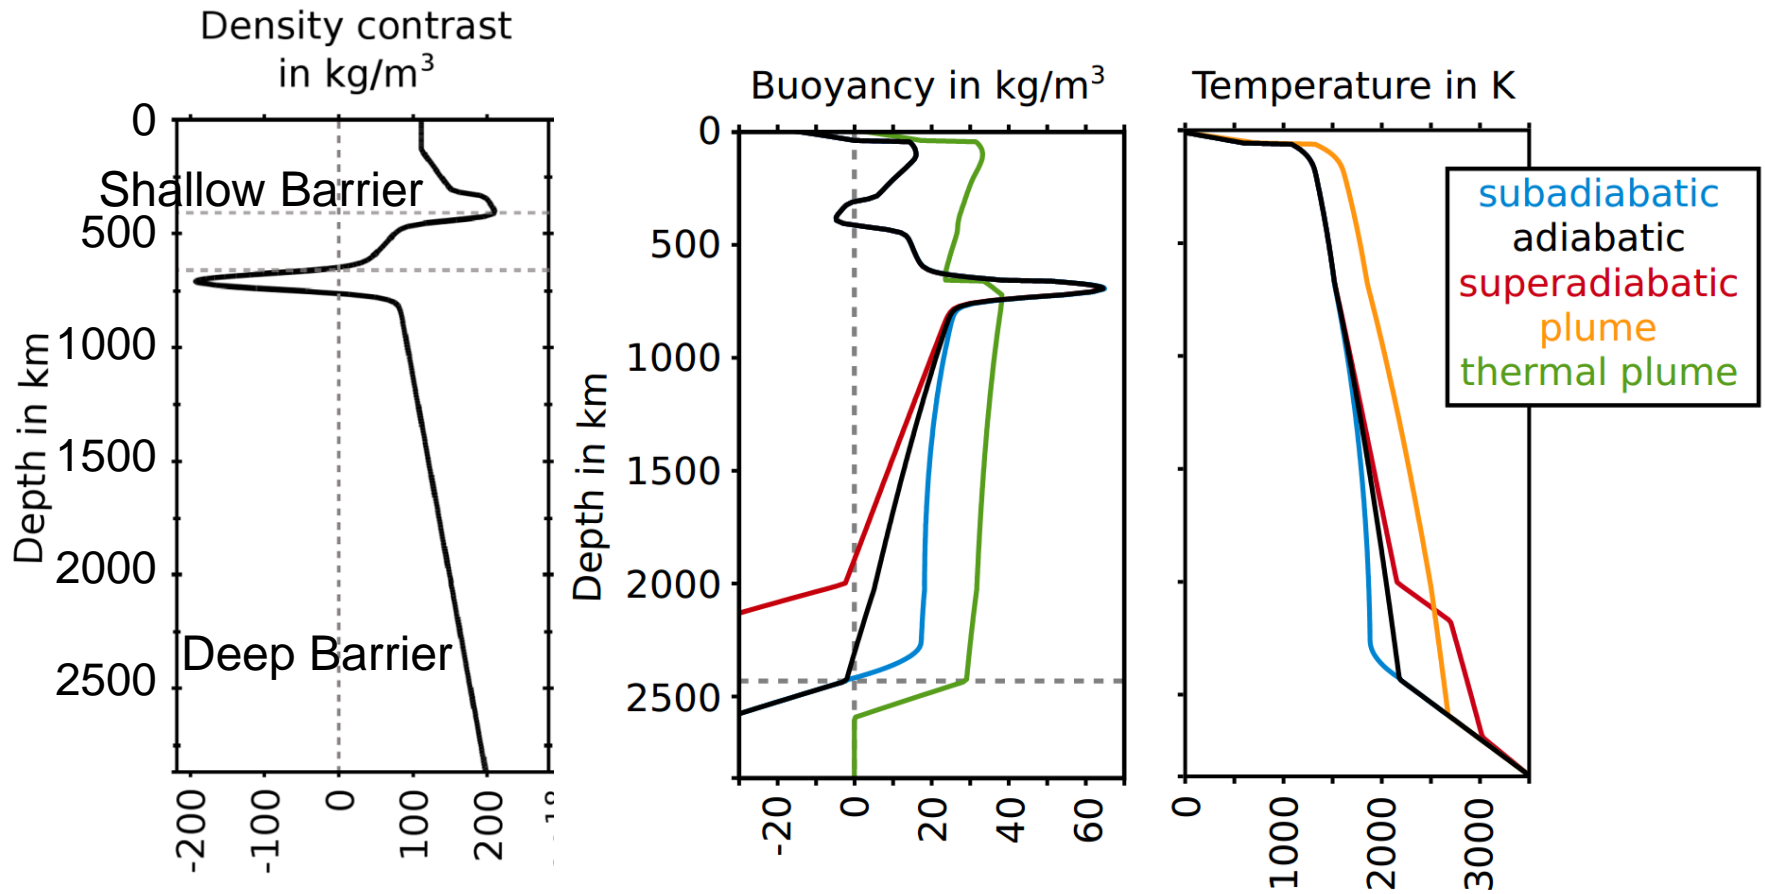 Density contrast
in kg/m³
0
500
1000
1500
2000
2500
Depth in km
Shallow Barrier
Deep Barrier
-200
-100
0
100
200
Buoyancy in kg/m³
0
500
1000
1500
2000
2500
Depth in km
-20
0
20
40
60
Temperature in K
0
1000
2000
3000
subadiabatic
adiabatic
superadiabatic
plume
thermal plume